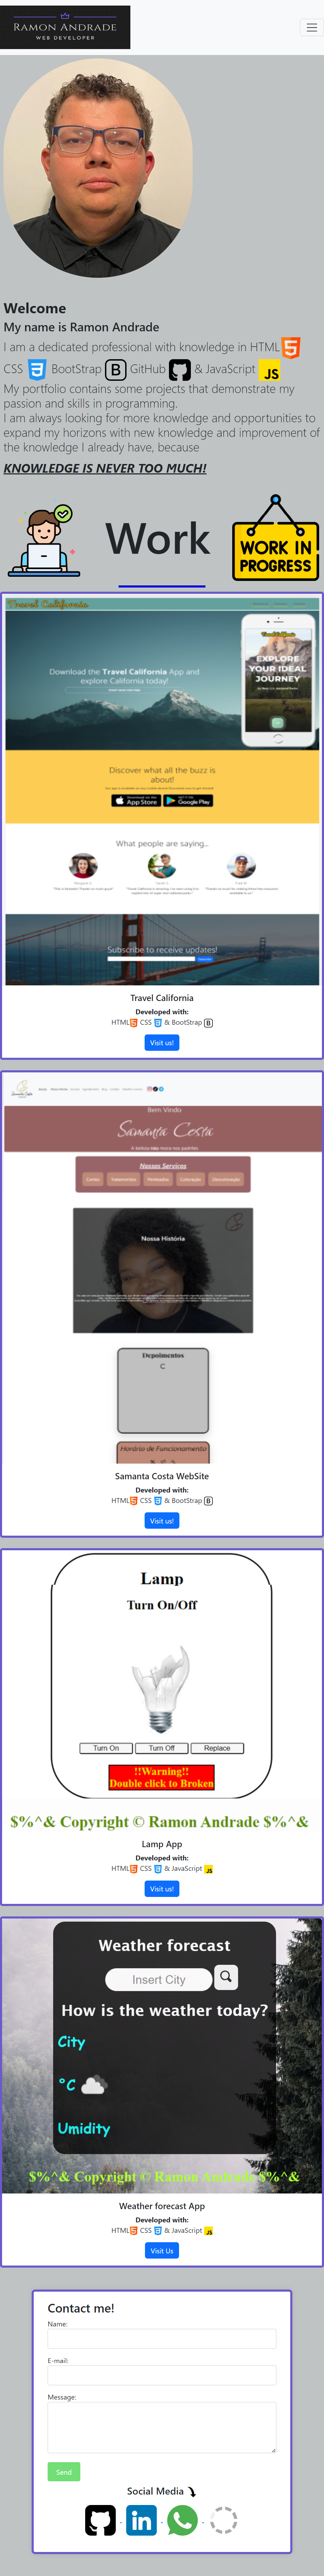 RAMON ANDRADE
WEB DEVELOPER
Welcome
My name is Ramon Andrade
I am a dedicated professional with knowledge in HTML
CSS BootStrap B GitHub & JavaScript JS
My portfolio contains some projects that demonstrate my
passion and skills in programming.
I am always looking for more knowledge and opportunities to
expand my horizons with new knowledge and improvement of
the knowledge I already have, because
KNOWLEDGE IS NEVER TOO MUCH!
Work
WORK IN
PROGRESS
Travel California
EXPLORE
YOUR IDEAL
JOURNEY
Download the Travel California App and
explore California today!
Discover what all the buzz is
about!
App Store
Google Play
What people are saying...
Subscribe to receive updates!
Travel California
Developed with:
HTML CSS & BootStrap B
Visit us!
Bem Vindo
Samanta Costa
A beleza não mora nos padrões
Nossos Serviços
Nossa História
Depoimentos
Horário de Funcionamento
Samanta Costa WebSite
Developed with:
HTML CSS & BootStrap B
Visit us!
Lamp
Turn On/Off
Turn On Turn Off Replace
!!Warning!!
Double click to Broken
$%^& Copyright © Ramon Andrade $%^&
Lamp App
Developed with:
HTML CSS & JavaScript JS
Visit us!
Weather forecast
Insert City
How is the weather today?
City
°C
Umidity
$%^& Copyright © Ramon Andrade $%^&
Weather forecast App
Developed with:
HTML CSS & JavaScript JS
Visit Us
Contact me!
Name:
E-mail:
Message:
Send
Social Media
in